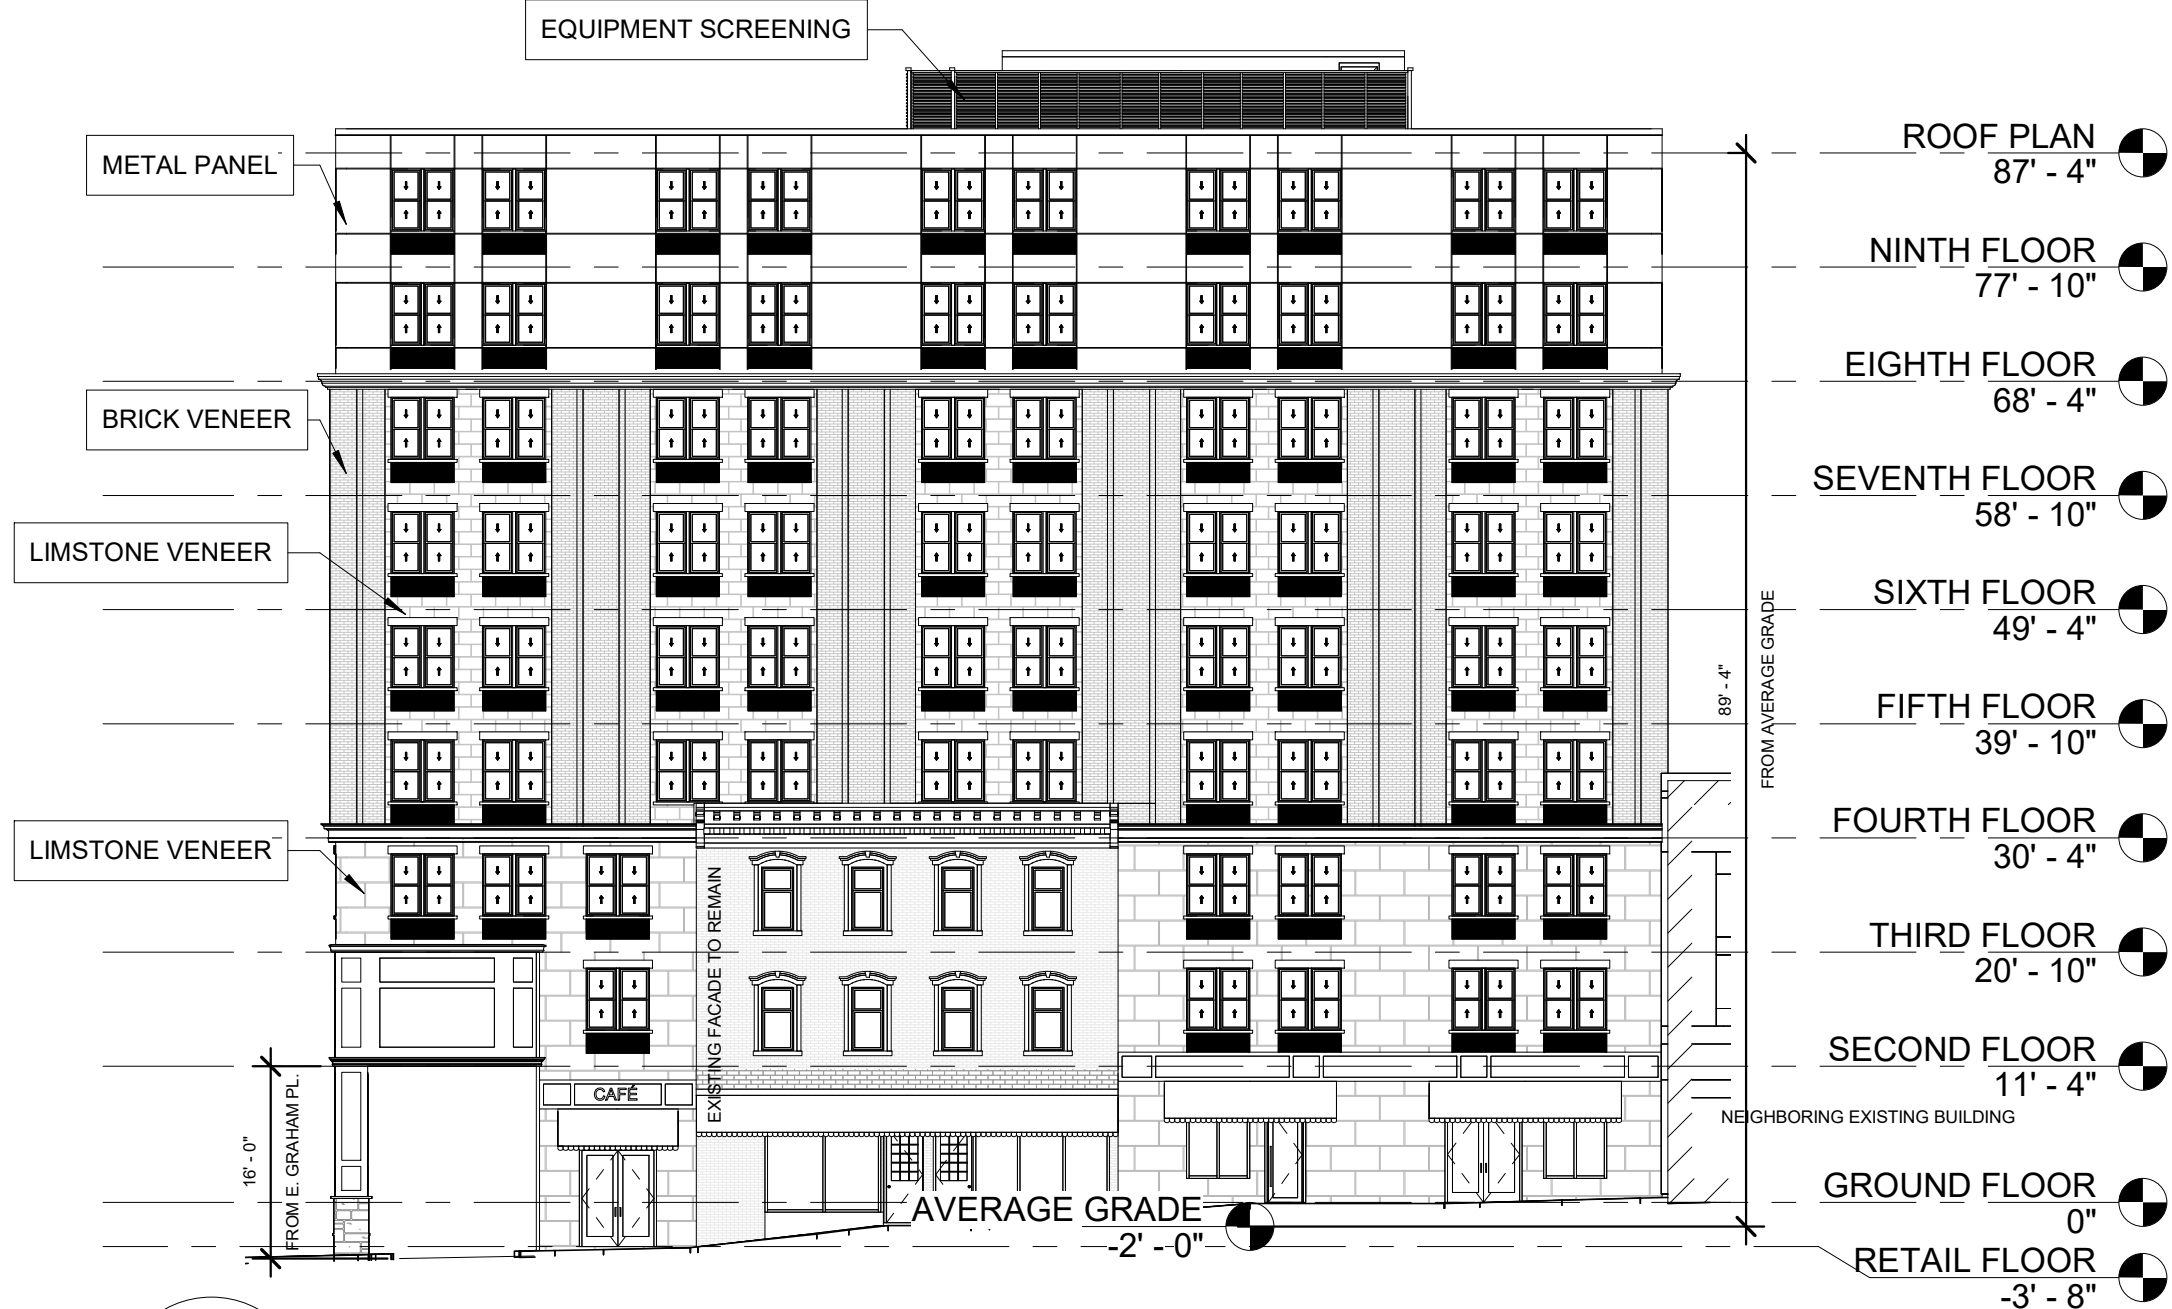 EQUIPMENT SCREENING
METAL PANEL
BRICK VENEER
LIMSTONE VENEER
LIMSTONE VENEER
ROOF PLAN
87' - 4"
NINTH FLOOR
77' - 10"
EIGHTH FLOOR
68' - 4"
SEVENTH FLOOR
58' - 10"
SIXTH FLOOR
49' - 4"
FIFTH FLOOR
39' - 10"
FOURTH FLOOR
30' - 4"
THIRD FLOOR
20' - 10"
SECOND FLOOR
11' - 4"
GROUND FLOOR
0"
RETAIL FLOOR
-3' - 8"
89' - 4"
FROM AVERAGE GRADE
NEIGHBORING EXISTING BUILDING
EXISTING FACADE TO REMAIN
CAFÉ
16' - 0"
FROM E. GRAHAM PL.
AVERAGE GRADE
-2' - 0"